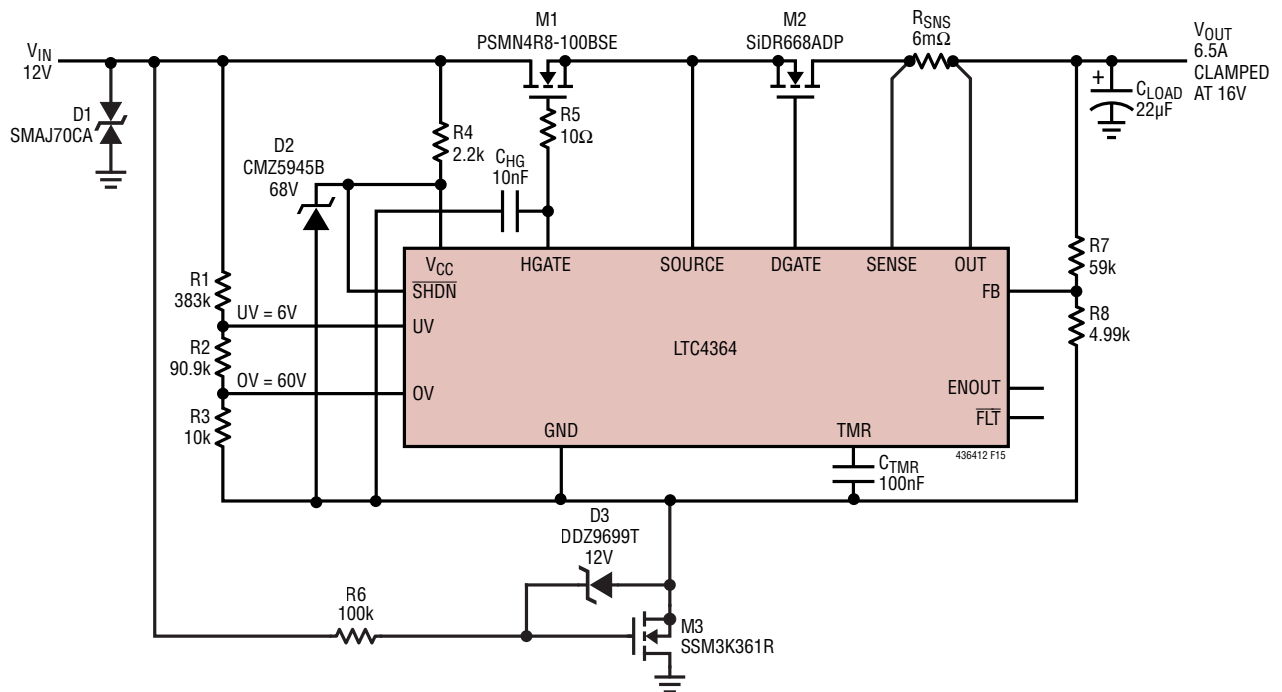 VIN
12V
D1
SMAJ70CA
M1
PSMN4R8-100BSE
M2
SiDR668ADP
RSNS
6mΩ
VOUT
6.5A
CLAMPED
AT 16V
+
CLOAD
22µF
R4
2.2k
R5
10Ω
D2
CMZ5945B
68V
CHG
10nF
VCC
HGATE
SOURCE
DGATE
SENSE
OUT
SHDN
FB
R7
59k
R1
383k
UV = 6V
UV
R8
4.99k
LTC4364
R2
90.9k
OV = 60V
OV
ENOUT
R3
10k
FLT
GND
TMR
436412 F15
CTMR
100nF
D3
DDZ9699T
12V
R6
100k
M3
SSM3K361R